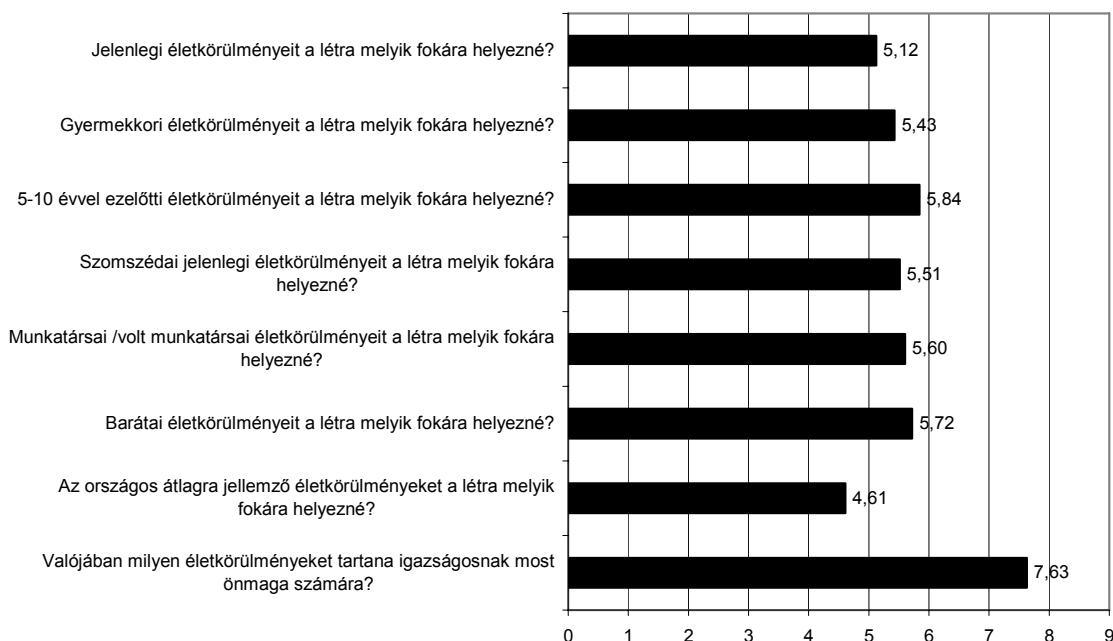 Jelenlegi életkörülményeit a létra melyik fokára helyezné?
5,12
Gyermekkori életkörülményeit a létra melyik fokára helyezné?
5,43
5-10 évvel ezelőtti életkörülményeit a létra melyik fokára helyezné?
5,84
Szomszédai jelenlegi életkörülményeit a létra melyik fokára
helyezné?
5,51
Munkatársai /volt munkatársai életkörülményeit a létra melyik fokára
helyezné?
5,60
Barátai életkörülményeit a létra melyik fokára helyezné?
5,72
Az országos átlagra jellemző életkörülményeket a létra melyik
fokára helyezné?
4,61
Valójában milyen életkörülményeket tartana igazságosnak most
önmaga számára?
7,63
0 1 2 3 4 5 6 7 8 9